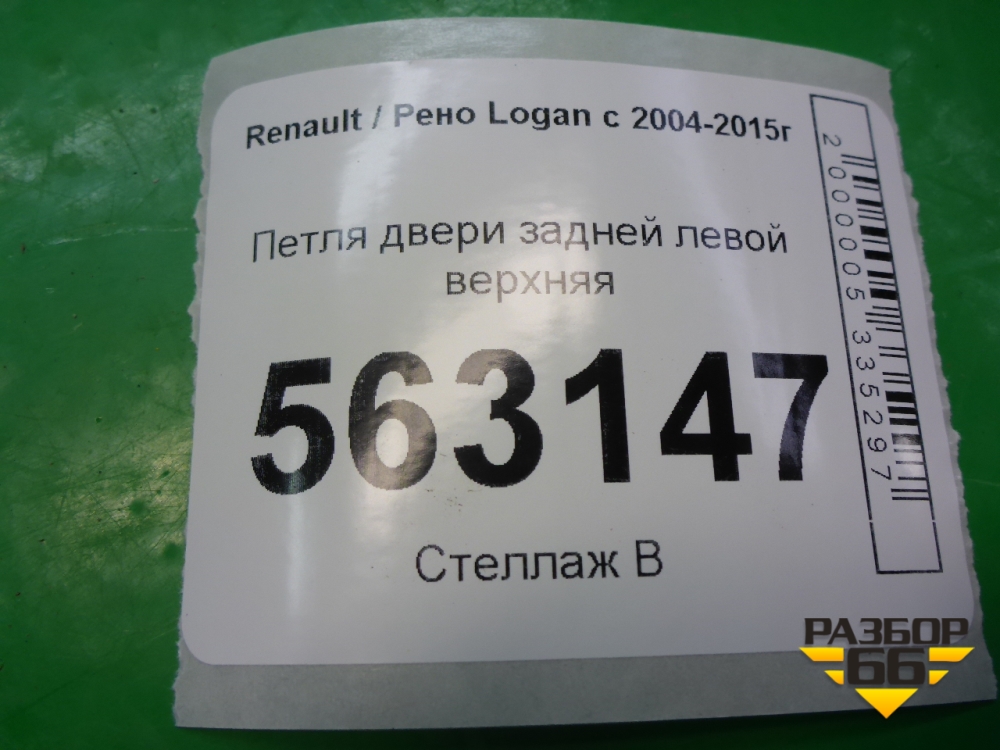 Renault / Рено Logan с 2004-2015г
Петля двери задней левой
верхняя
563147
Стеллаж В
2000005335297
РАЗБОР
66